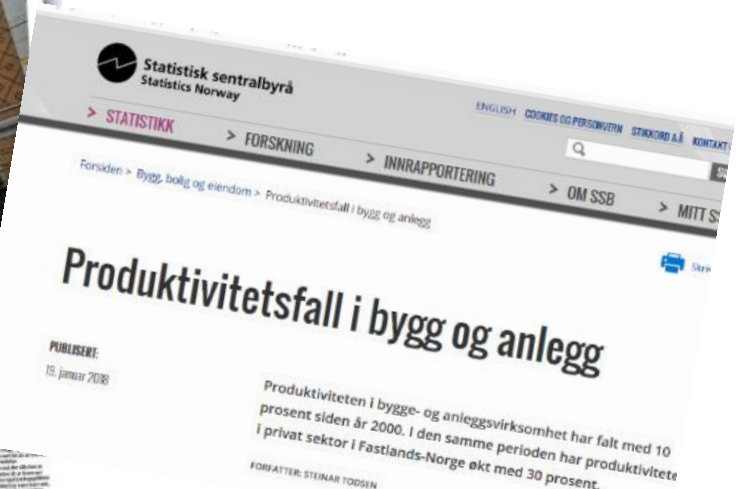 Statistisk sentralbyrå
Statistics Norway
ENGLISH COOKIES OG PERSONVERN STIKKORD A-Å KONTAKT
> STATISTIKK > FORSKNING > INNRAPPORTERING > OM SSB > MITT S
Forsiden > Bygg, bolig og eiendom > Produktivitetsfall i bygg og anlegg
Produktivitetsfall i bygg og anlegg
PUBLISERT:
19. januar 2018
Produktiviteten i bygge- og anleggsvirksomhet har falt med 10
prosent siden år 2000. I den samme perioden har produktivitete
i privat sektor i Fastlands-Norge økt med 30 prosent.
FORFATTER: STEINAR TODSEN